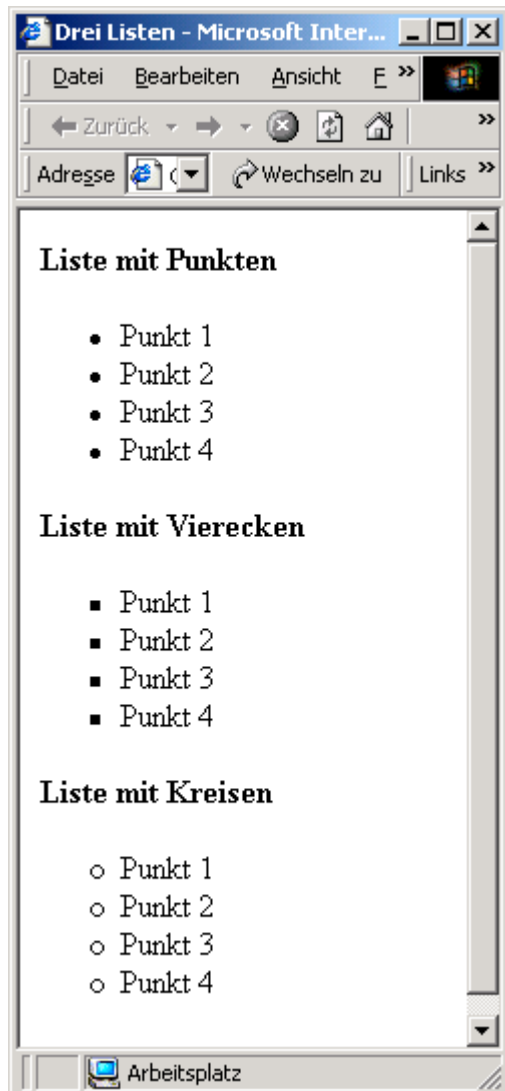 Drei Listen - Microsoft Inter...
Datei Bearbeiten Ansicht F »
Zurück »
Adresse Wechseln zu Links »
Liste mit Punkten
• Punkt 1
• Punkt 2
• Punkt 3
• Punkt 4
Liste mit Vierecken
▪ Punkt 1
▪ Punkt 2
▪ Punkt 3
▪ Punkt 4
Liste mit Kreisen
○ Punkt 1
○ Punkt 2
○ Punkt 3
○ Punkt 4
Arbeitsplatz